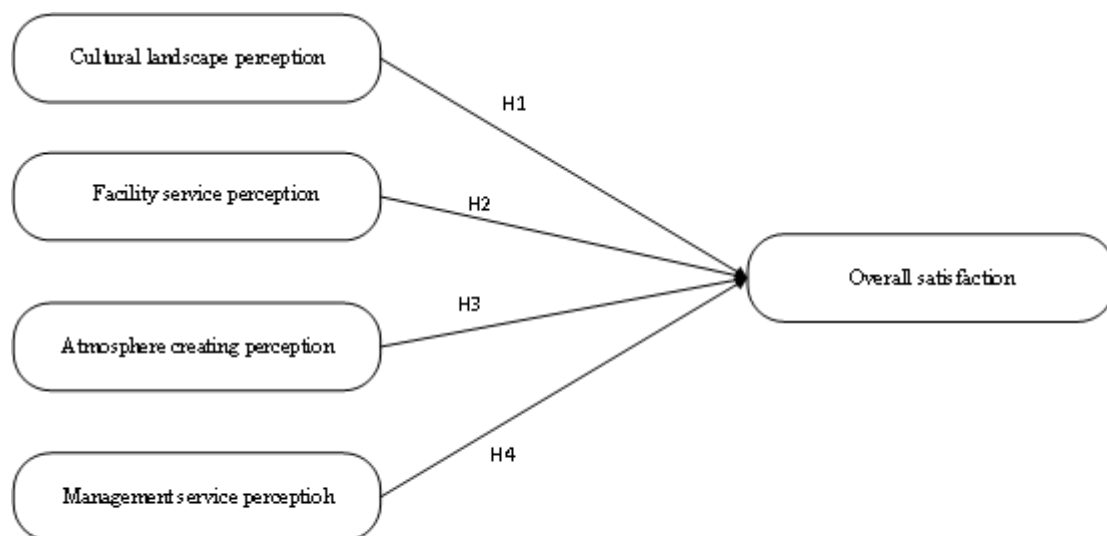 Cultural landscape perception
H1
Facility service perception
H2
Overall satisfaction
H3
Atmosphere creating perception
H4
Management service perceptioh